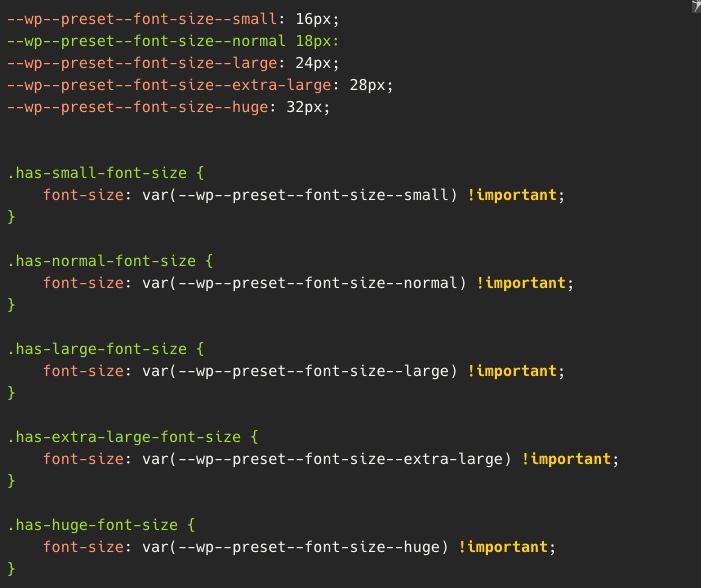 --wp--preset--font-size--small: 16px;
--wp--preset--font-size--normal 18px:
--wp--preset--font-size--large: 24px;
--wp--preset--font-size--extra-large: 28px;
--wp--preset--font-size--huge: 32px;
.has-small-font-size {
    font-size: var(--wp--preset--font-size--small) !important;
}
.has-normal-font-size {
    font-size: var(--wp--preset--font-size--normal) !important;
}
.has-large-font-size {
    font-size: var(--wp--preset--font-size--large) !important;
}
.has-extra-large-font-size {
    font-size: var(--wp--preset--font-size--extra-large) !important;
}
.has-huge-font-size {
    font-size: var(--wp--preset--font-size--huge) !important;
}